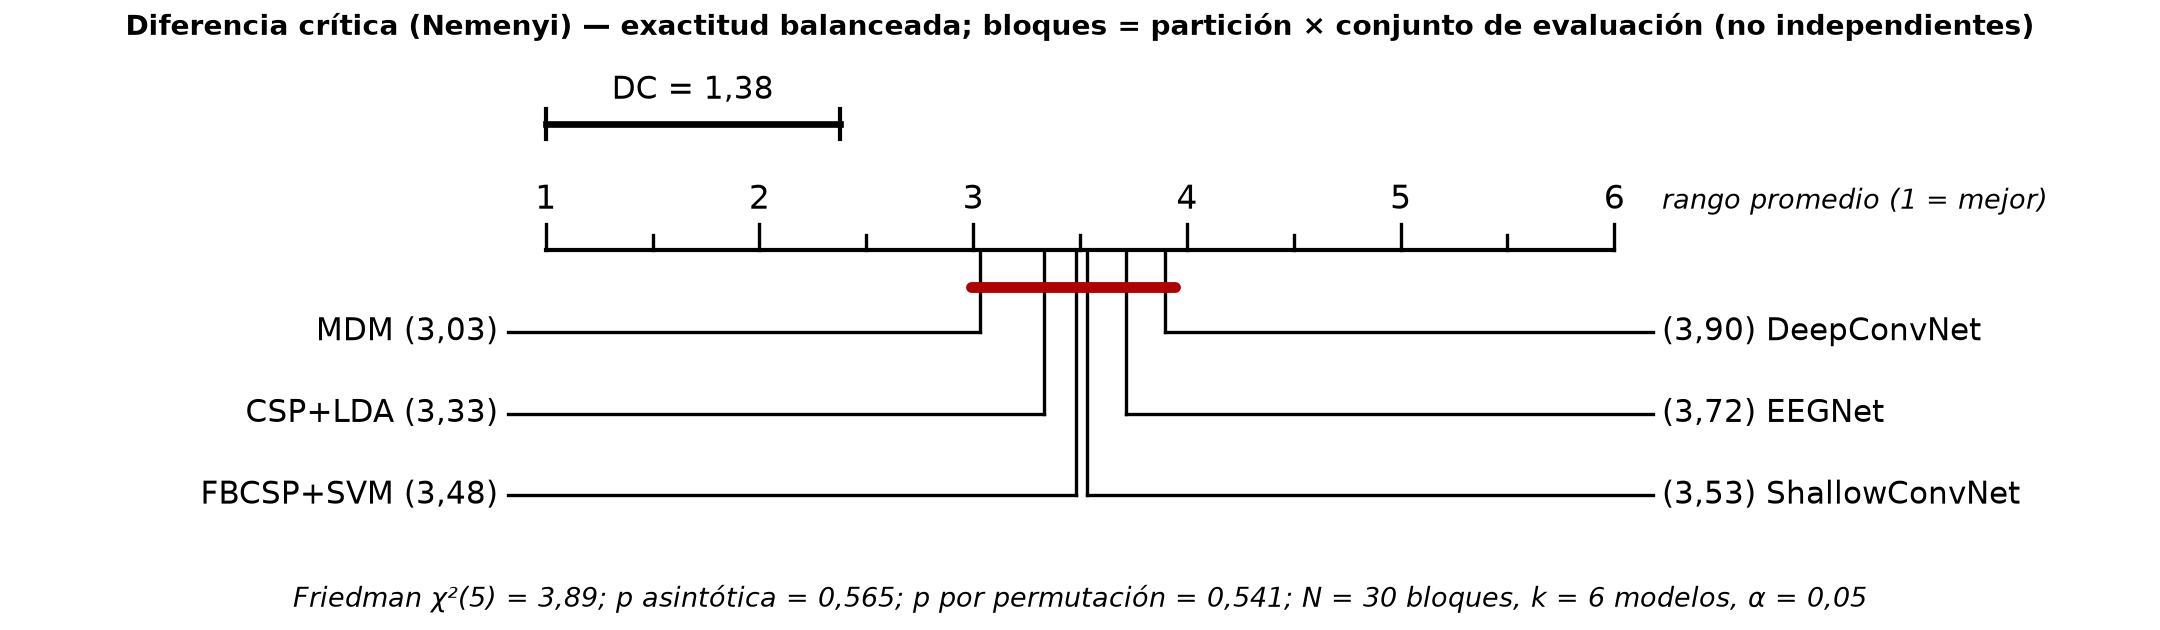 Diferencia crítica (Nemenyi) — exactitud balanceada; bloques = partición × conjunto de evaluación (no independientes)
DC = 1,38
1 2 3 4 5 6 rango promedio (1 = mejor)
MDM (3,03) (3,90) DeepConvNet
CSP+LDA (3,33) (3,72) EEGNet
FBCSP+SVM (3,48) (3,53) ShallowConvNet
Friedman χ²(5) = 3,89; p asintótica = 0,565; p por permutación = 0,541; N = 30 bloques, k = 6 modelos, α = 0,05